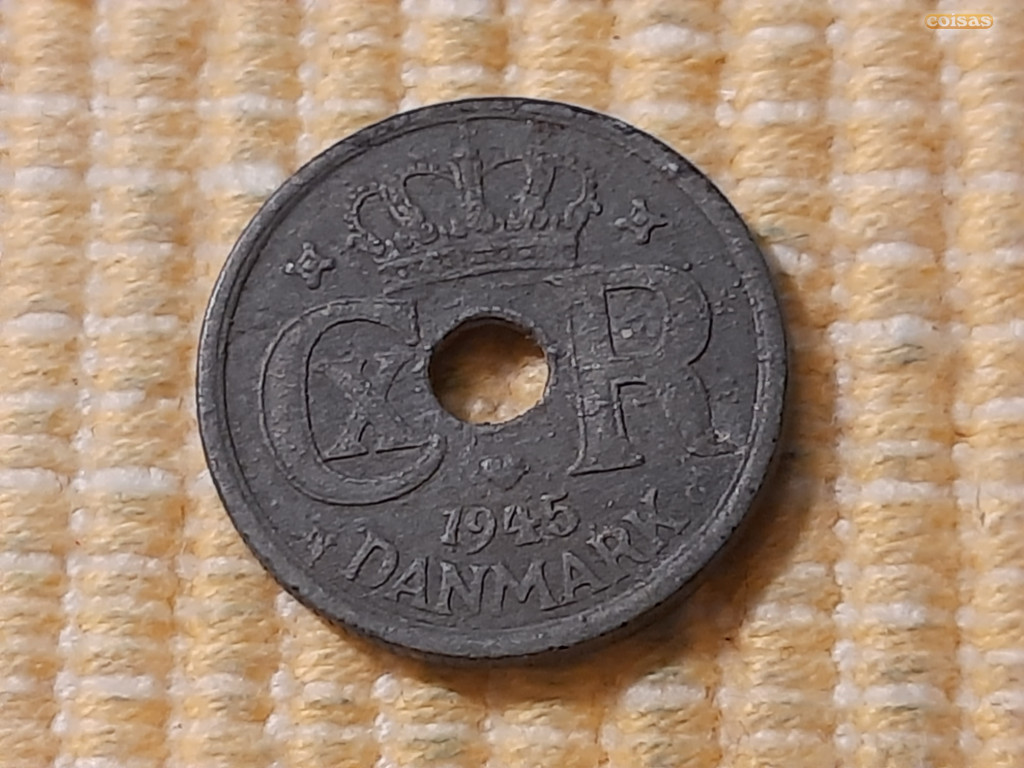 coisas
C X R
1945
DANMARK